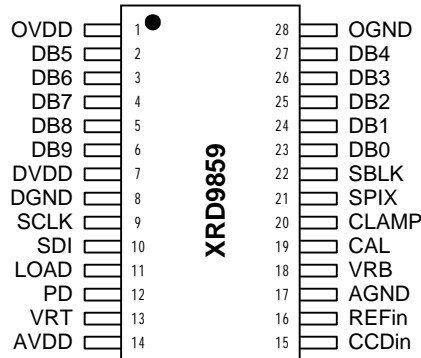 OVDD 1 28 OGND
DB5 2 27 DB4
DB6 3 26 DB3
DB7 4 25 DB2
DB8 5 24 DB1
DB9 6 23 DB0
DVDD 7 22 SBLK
DGND 8 21 SPIX
SCLK 9 20 CLAMP
SDI 10 19 CAL
LOAD 11 18 VRB
PD 12 17 AGND
VRT 13 16 REFin
AVDD 14 15 CCDin
XRD9859